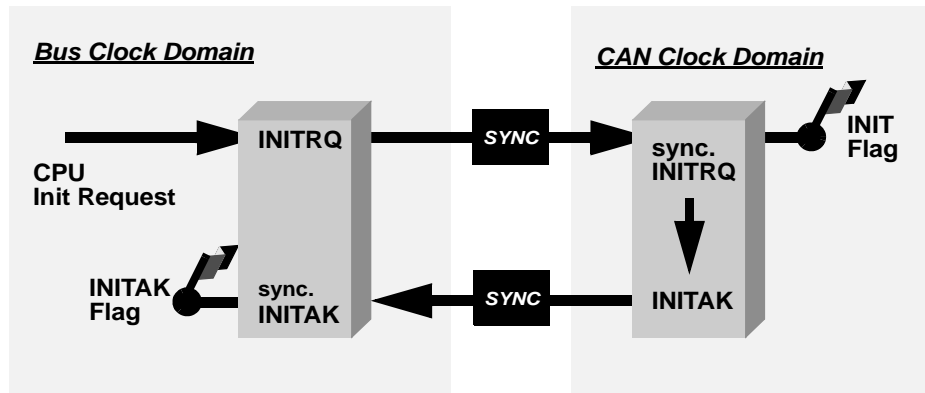 Bus Clock Domain
CAN Clock Domain
CPU
Init Request
INITRQ
SYNC
sync.
INITRQ
INIT
Flag
INITAK
Flag
sync.
INITAK
SYNC
INITAK